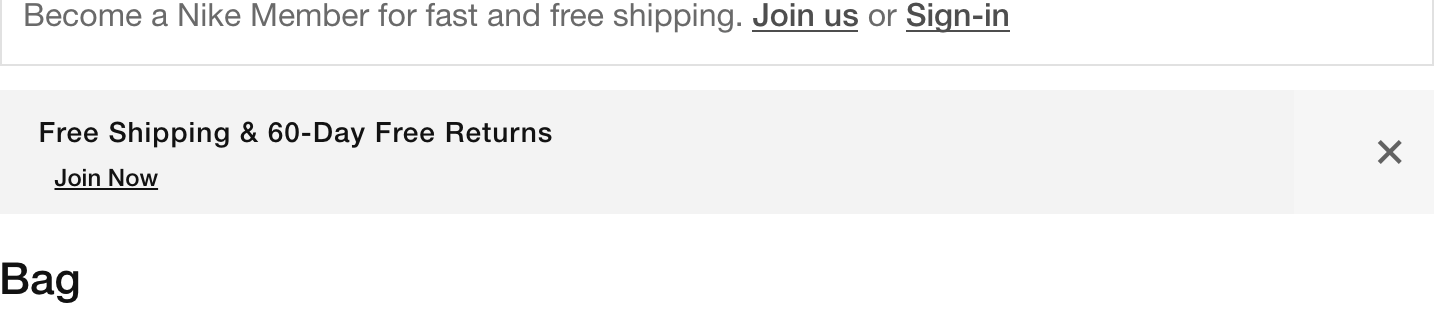 Become a Nike Member for fast and free shipping. Join us or Sign-in
Free Shipping & 60-Day Free Returns
Join Now
Bag